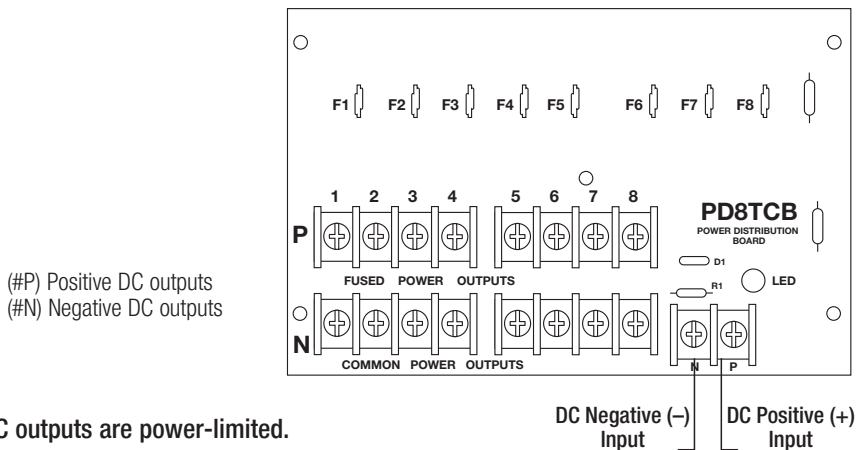 F1 F2 F3 F4 F5 F6 F7 F8
1 2 3 4 5 6 7 8
PD8TCB
POWER DISTRIBUTION
BOARD
P
D1
(#P) Positive DC outputs
FUSED POWER OUTPUTS
LED
R1
(#N) Negative DC outputs
N
COMMON POWER OUTPUTS
N P
DC Negative (–)
Input
DC Positive (+)
Input
C outputs are power-limited.